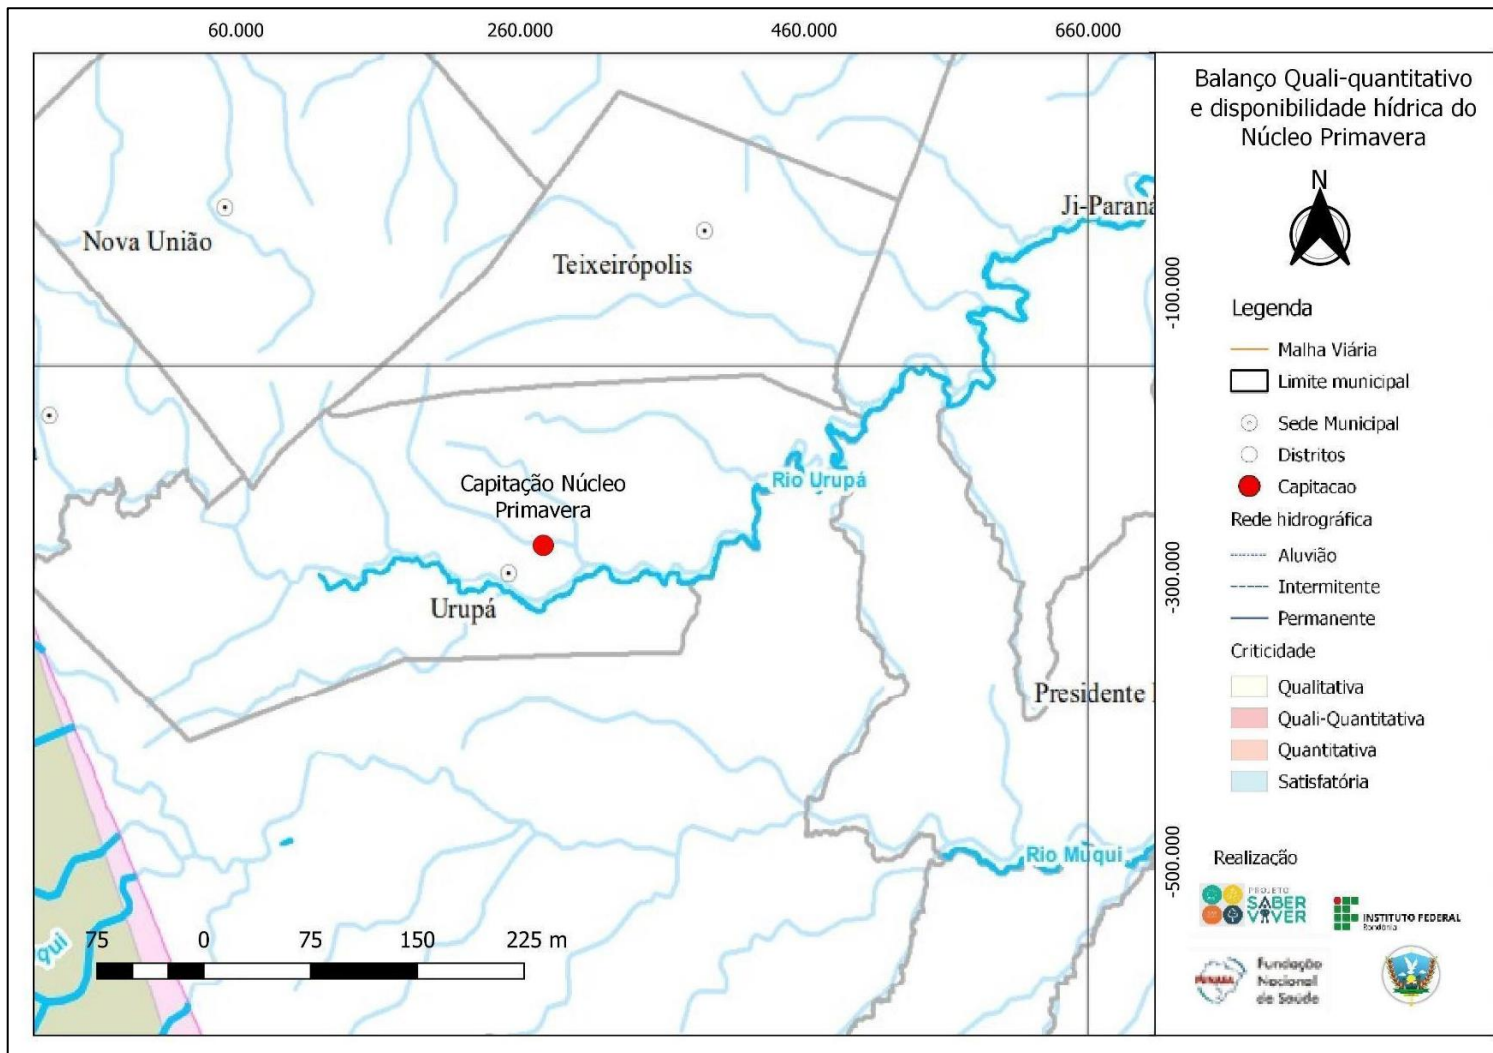 60.000 260.000 460.000 660.000
Balanço Quali-quantitativo
e disponibilidade hídrica do
Núcleo Primavera
N
Ji-Paraná
Nova União
Teixeirópolis
-100.000
Legenda
Malha Viária
Limite municipal
Sede Municipal
Distritos
Capitacao
Rede hidrográfica
Aluvião
Intermitente
Permanente
Criticidade
Qualitativa
Quali-Quantitativa
Quantitativa
Satisfatória
Capitação Núcleo
Primavera
Rio Urupá
-300.000
Urupá
Presidente
Rio Muqui
-500.000
qui
75 0 75 150 225 m
Realização
PROJETO
SABER
VIVER
INSTITUTO FEDERAL
Rondônia
Fundação
Nacional
de Saúde